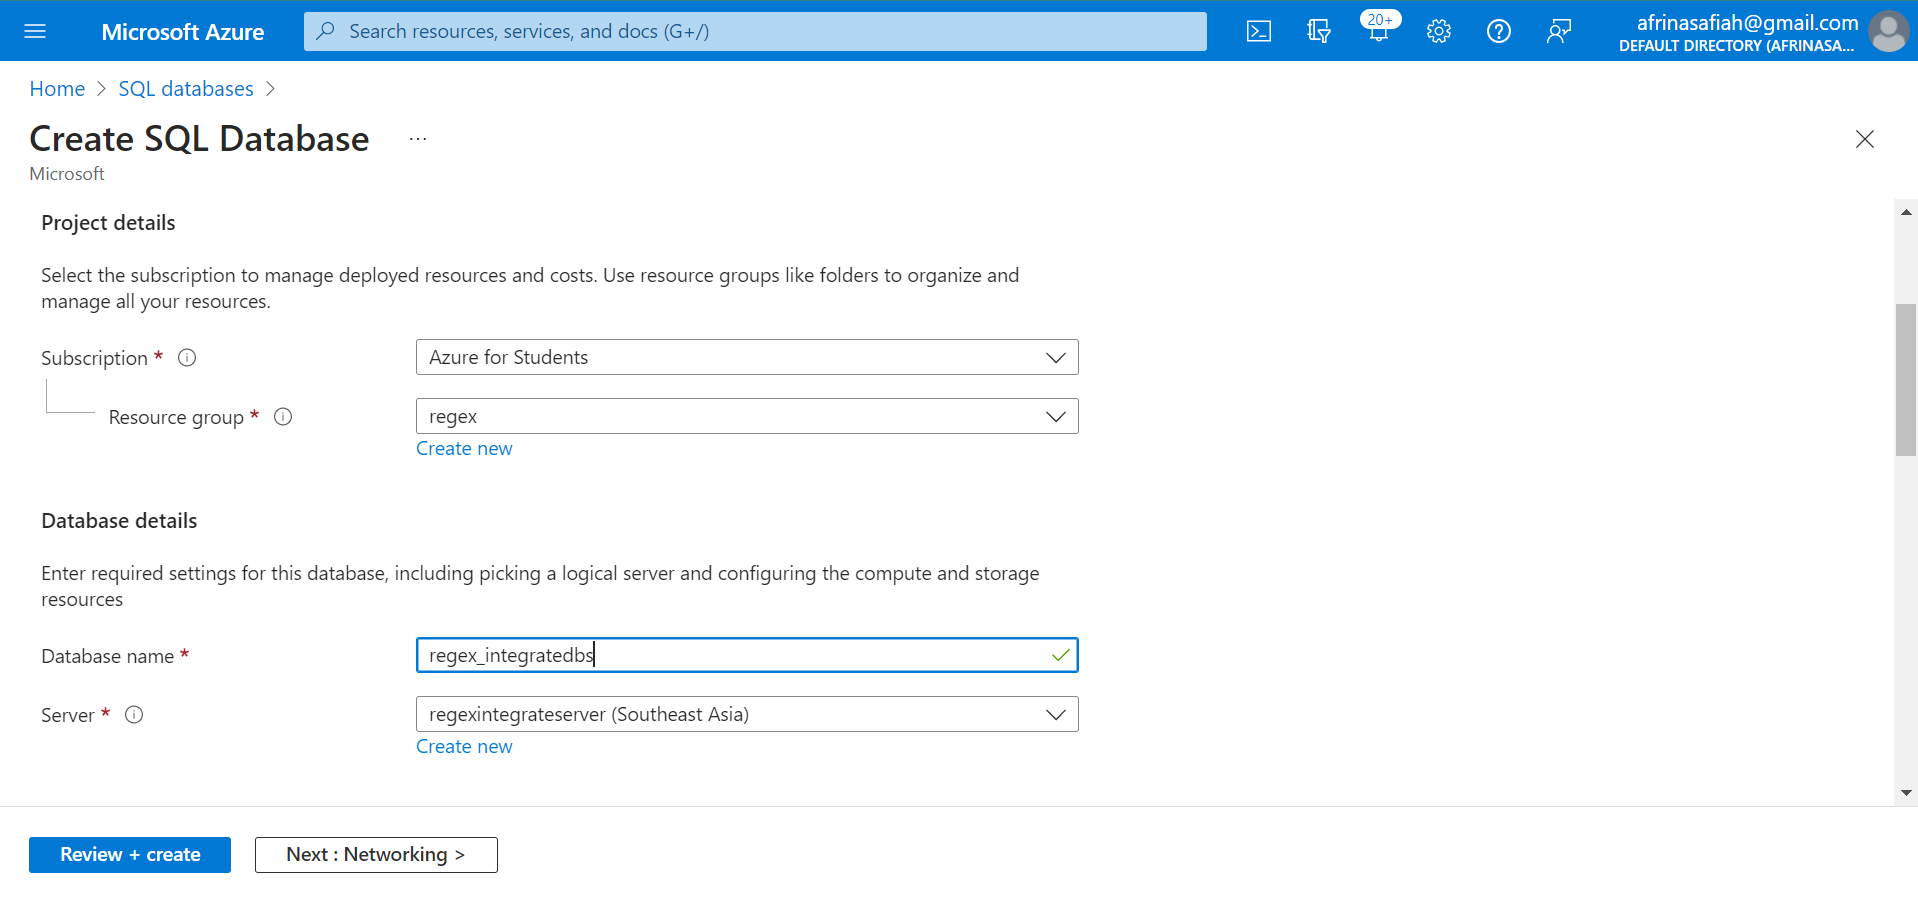 Microsoft Azure
Search resources, services, and docs (G+/)
20+
afrinasafiah@gmail.com
DEFAULT DIRECTORY (AFRINASA...
Home > SQL databases >
Create SQL Database ...
Microsoft
Project details
Select the subscription to manage deployed resources and costs. Use resource groups like folders to organize and
manage all your resources.
Subscription *
Azure for Students
Resource group *
regex
Create new
Database details
Enter required settings for this database, including picking a logical server and configuring the compute and storage
resources
Database name *
regex_integratedbs
Server *
regexintegrateserver (Southeast Asia)
Create new
Review + create
Next : Networking >